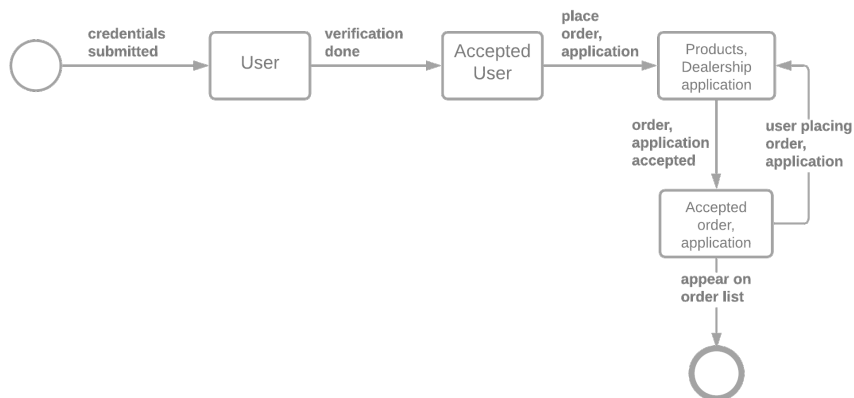 credentials
submitted
User
verification
done
Accepted
User
place
order,
application
Products,
Dealership
application
order,
application
accepted
user placing
order,
application
Accepted
order,
application
appear on
order list